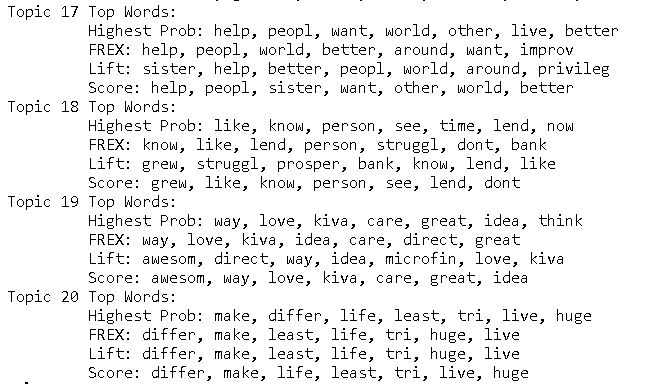 Topic 17 Top Words:
Highest Prob: help, peopl, want, world, other, live, better
FREX: help, peopl, world, better, around, want, improv
Lift: sister, help, better, peopl, world, around, privileg
Score: help, peopl, sister, want, other, world, better
Topic 18 Top Words:
Highest Prob: like, know, person, see, time, lend, now
FREX: know, like, lend, person, struggl, dont, bank
Lift: grew, struggl, prosper, bank, know, lend, like
Score: grew, like, know, person, see, lend, dont
Topic 19 Top Words:
Highest Prob: way, love, kiva, care, great, idea, think
FREX: way, love, kiva, idea, care, direct, great
Lift: awesom, direct, way, idea, microfin, love, kiva
Score: awesom, way, love, kiva, care, great, idea
Topic 20 Top Words:
Highest Prob: make, differ, life, least, tri, live, huge
FREX: differ, make, least, life, tri, huge, live
Lift: differ, make, least, life, tri, huge, live
Score: differ, make, life, least, tri, live, huge